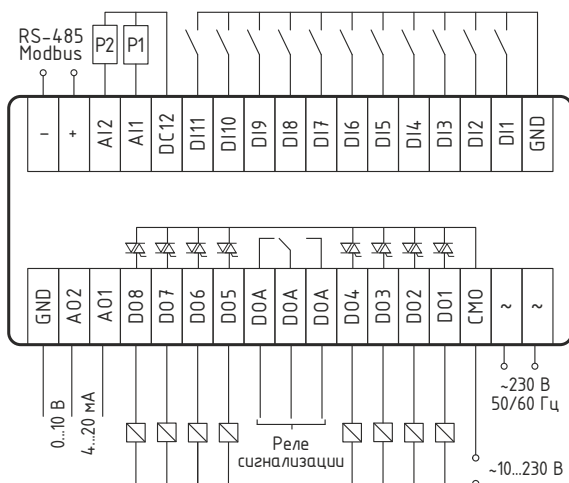 RS-485
Modbus
P2 P1
– + AI2 AI1 DC12 DI11 DI10 DI9 DI8 DI7 DI6 DI5 DI4 DI3 DI2 DI1 GND
GND AO2 AO1 DO8 DO7 DO6 DO5 DOA DOA DOA DO4 DO3 DO2 DO1 CMO ~ ~
0...10 В
4...20 мА
Реле
сигнализации
~230 В
50/60 Гц
~10...230 В